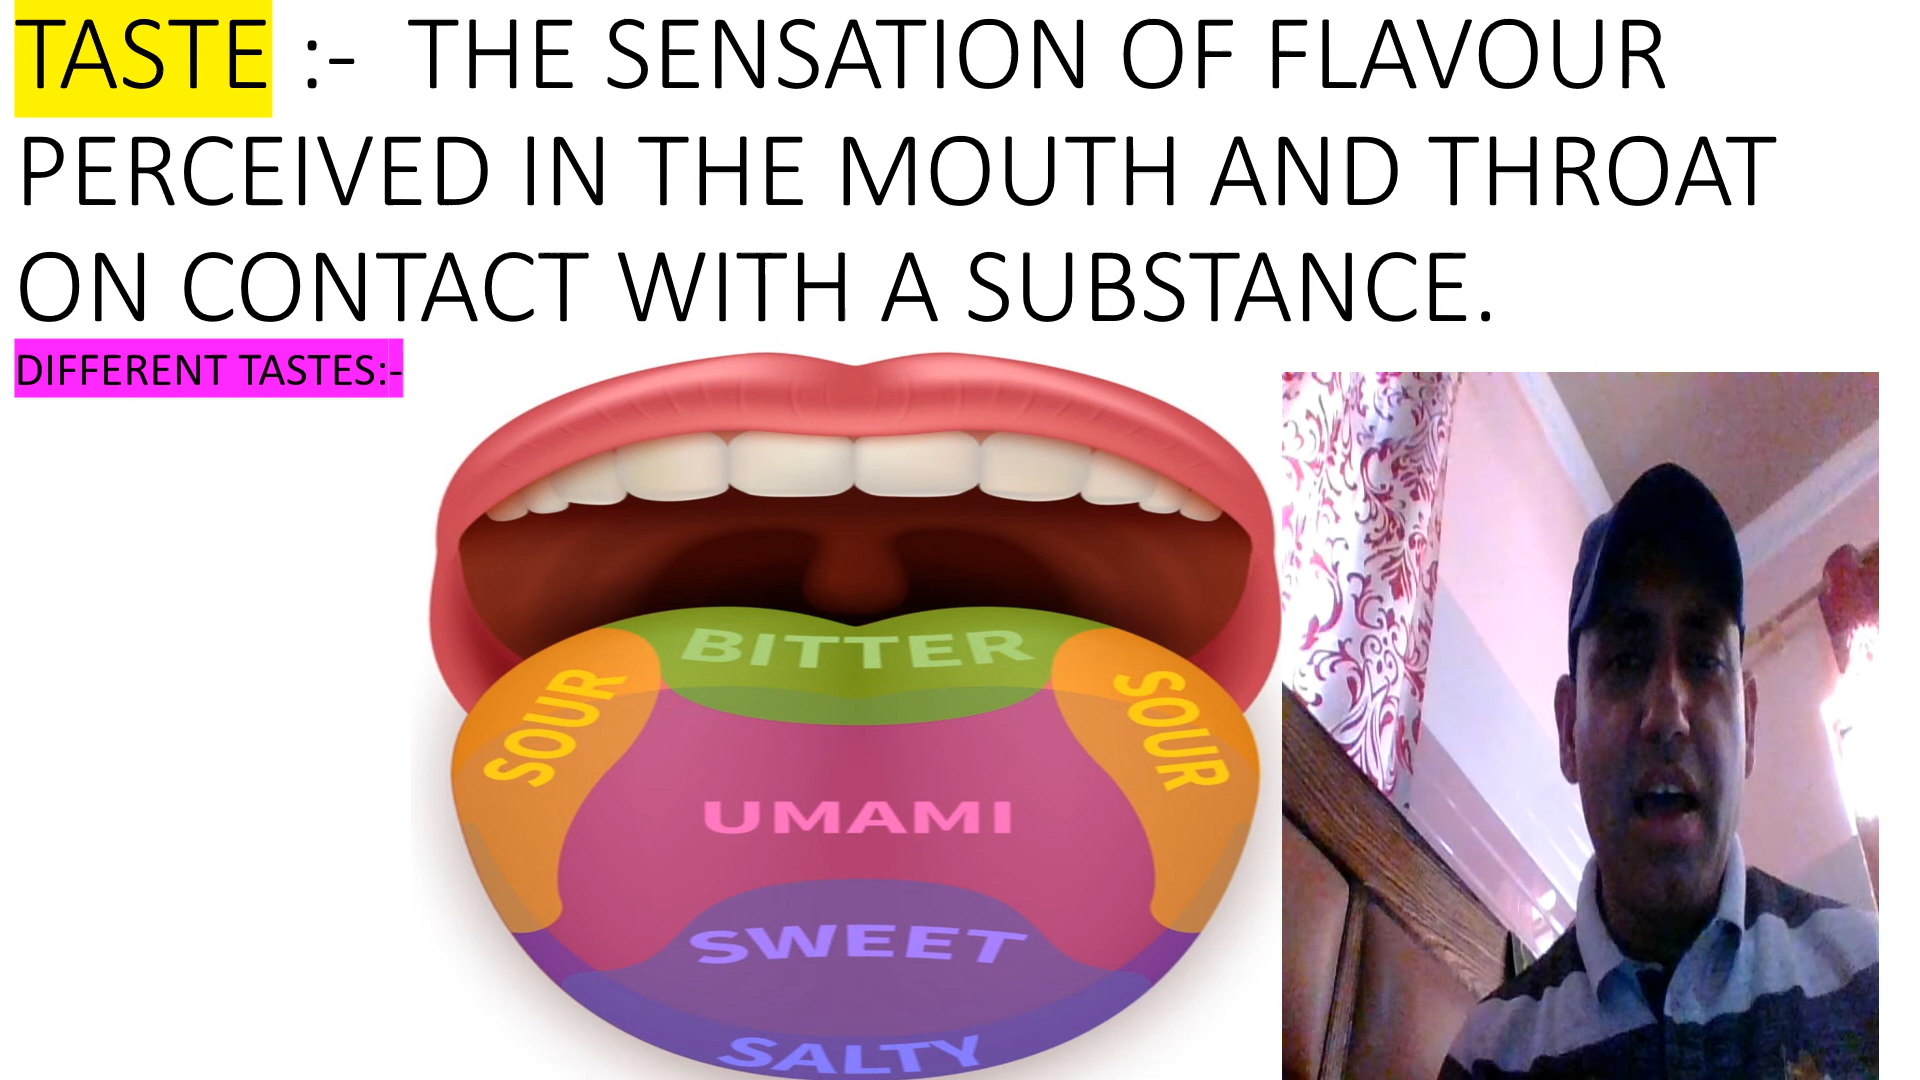 TASTE :- THE SENSATION OF FLAVOUR
PERCEIVED IN THE MOUTH AND THROAT
ON CONTACT WITH A SUBSTANCE.
DIFFERENT TASTES:-
BITTER
SOUR
SOUR
UMAMI
SWEET
SALTY